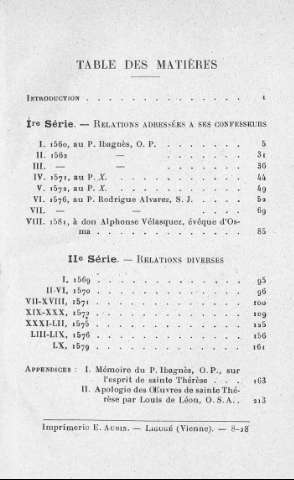 TABLE DES MATIÈRES
INTRODUCTION . . . . . . . . . . . . . 1
Ire Série. — RELATIONS ADRESSÉES A SES CONFESSEURS
I. 1560, au P. Ibagnès, O. P. . . . . . . . 5
II. 1562 — . . . . . . . 31
III. — — . . . . . . . 36
IV. 1571, au P. X. . . . . . . . . . . 44
V. 1572, au P. X. . . . . . . . . . . 49
VI. 1576, au P. Rodrigue Alvarez, S. J. . . . . 52
VII. — — . . . . . . . 69
VIII. 1581, à don Alphonse Vélasquez, évêque d'Os-
ma . . . . . . . . . . . . . 85
IIe Série. — RELATIONS DIVERSES
I, 1569 . . . . . . . . . . 95
II-VI, 1570 . . . . . . . . . . 96
VII-XVIII, 1571 . . . . . . . . . . 100
XIX-XXX, 1572 . . . . . . . . . . 109
XXXI-LII, 1575 . . . . . . . . . . 125
LIII-LIX, 1576 . . . . . . . . . . 156
LX, 1579 . . . . . . . . . . 161
APPENDICES : I. Mémoire du P. Ibagnès, O.P., sur
l'esprit de sainte Thérèse . . . 163
II. Apologie des Œuvres de sainte Thé-
rèse par Louis de Léon, O.S.A. . 213
Imprimerie E. AUBIN. — LIGUGÉ (Vienne). — 8-28